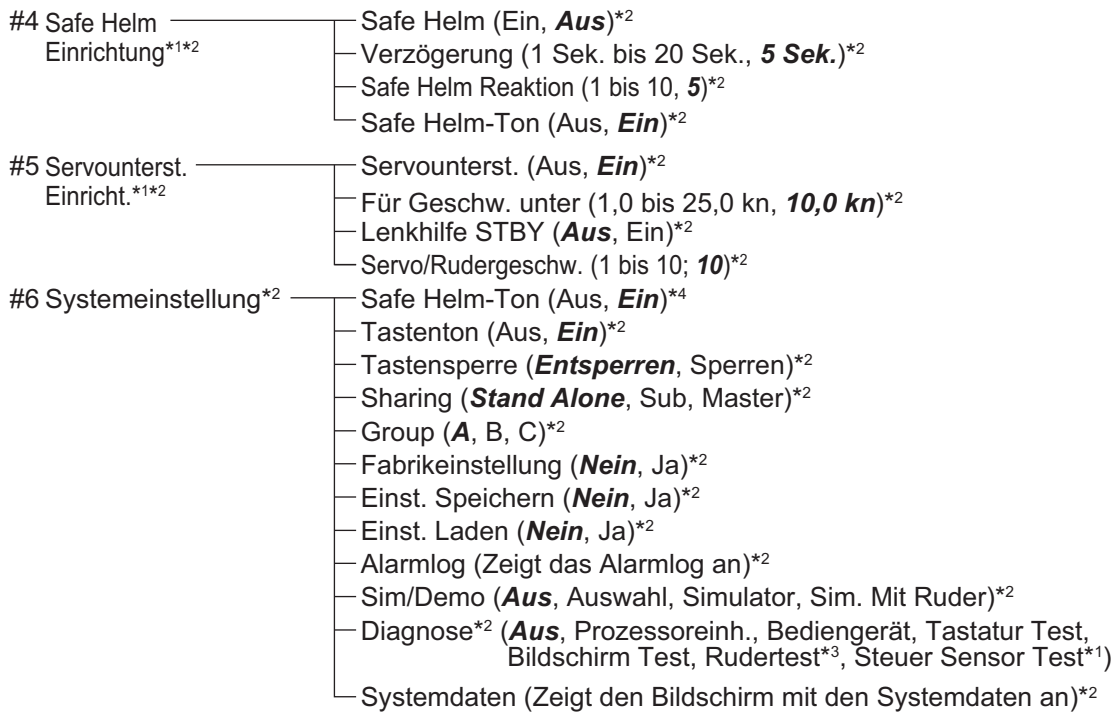 #4 Safe Helm Einrichtung*1*2
Safe Helm (Ein, Aus)*2
Verzögerung (1 Sek. bis 20 Sek., 5 Sek.)*2
Safe Helm Reaktion (1 bis 10, 5)*2
Safe Helm-Ton (Aus, Ein)*2
#5 Servounterst. Einricht.*1*2
Servounterst. (Aus, Ein)*2
Für Geschw. unter (1,0 bis 25,0 kn, 10,0 kn)*2
Lenkhilfe STBY (Aus, Ein)*2
Servo/Rudergeschw. (1 bis 10; 10)*2
#6 Systemeinstellung*2
Safe Helm-Ton (Aus, Ein)*4
Tastenton (Aus, Ein)*2
Tastensperre (Entsperren, Sperren)*2
Sharing (Stand Alone, Sub, Master)*2
Group (A, B, C)*2
Fabrikeinstellung (Nein, Ja)*2
Einst. Speichern (Nein, Ja)*2
Einst. Laden (Nein, Ja)*2
Alarmlog (Zeigt das Alarmlog an)*2
Sim/Demo (Aus, Auswahl, Simulator, Sim. Mit Ruder)*2
Diagnose*2 (Aus, Prozessoreinh., Bediengerät, Tastatur Test,
Bildschirm Test, Rudertest*3, Steuer Sensor Test*1)
Systemdaten (Zeigt den Bildschirm mit den Systemdaten an)*2